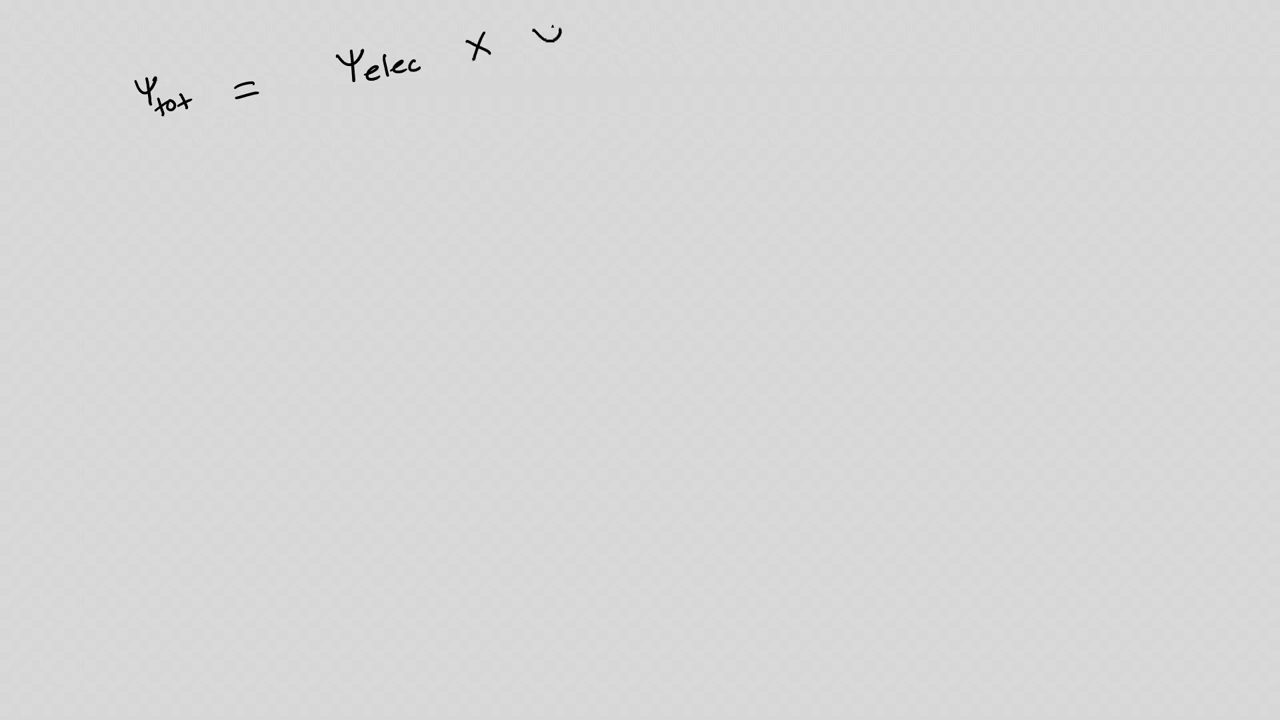 Ψtot = Ψelec ×